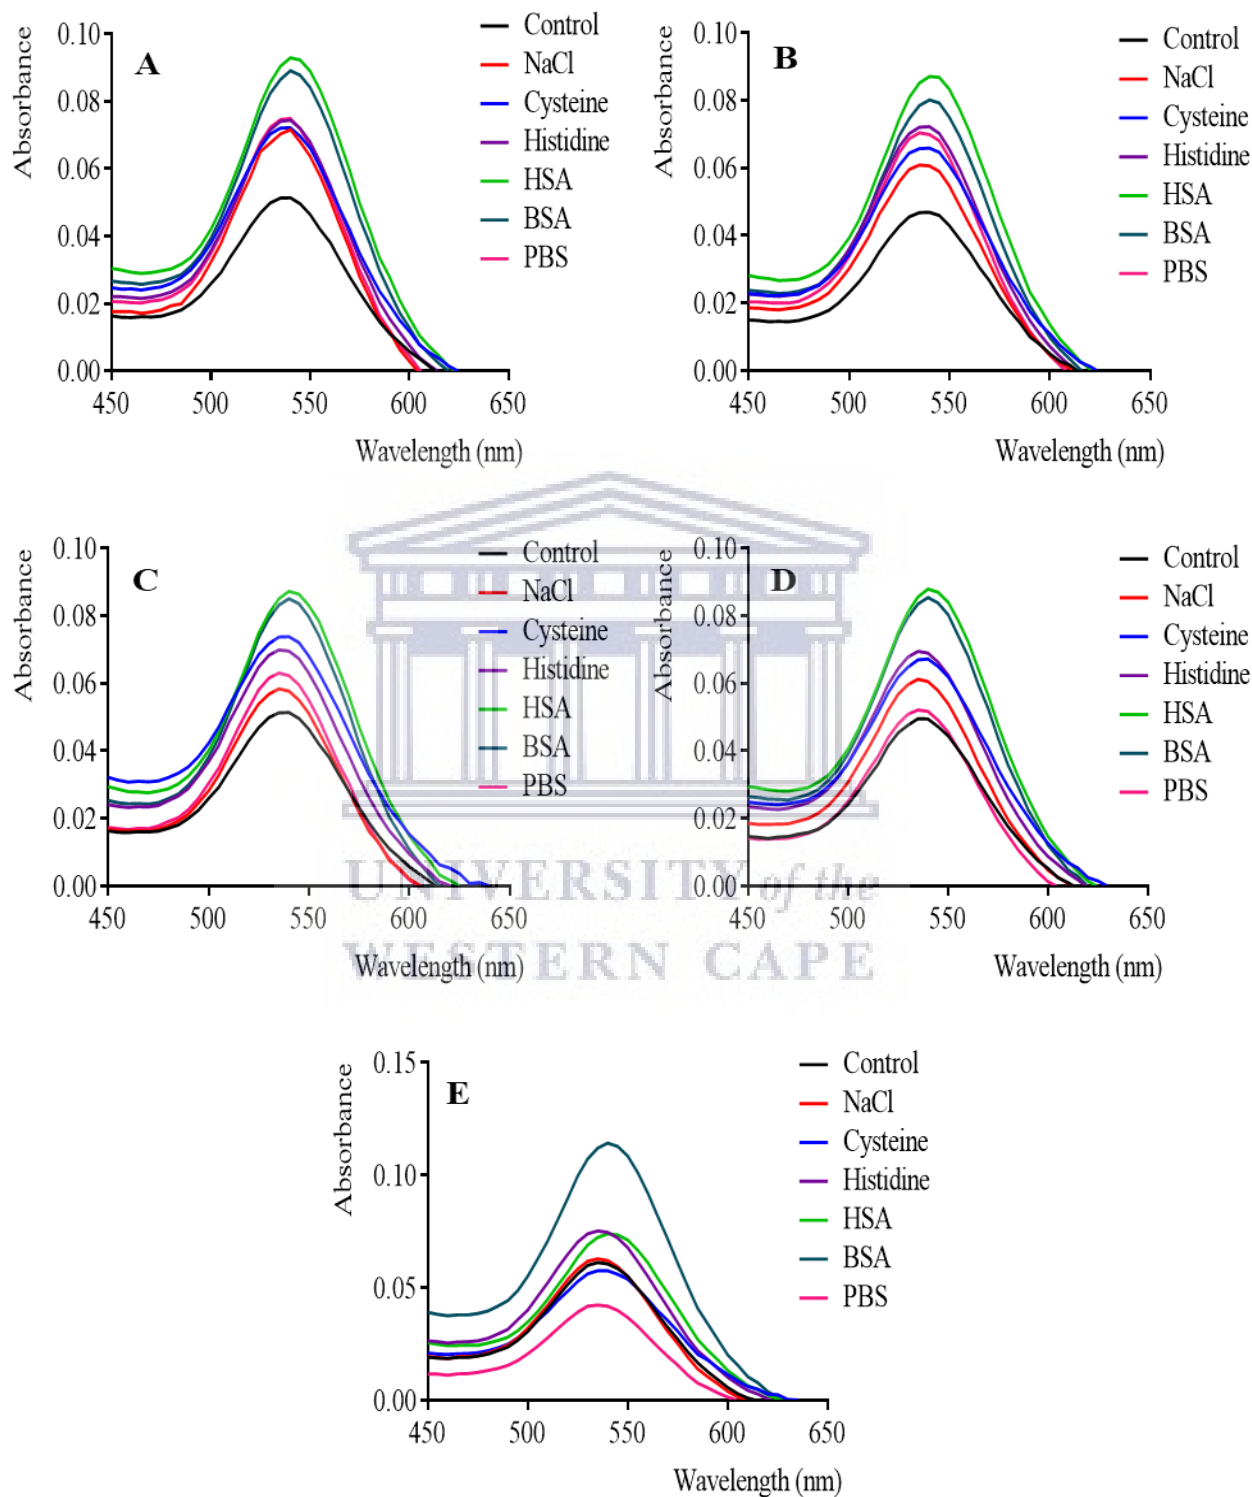 Absorbance
0.10
0.08
0.06
0.04
0.02
0.00
A
450
500
550
600
650
Wavelength (nm)
Control
NaCl
Cysteine
Histidine
HSA
BSA
PBS
Absorbance
0.10
0.08
0.06
0.04
0.02
0.00
B
450
500
550
600
650
Wavelength (nm)
Control
NaCl
Cysteine
Histidine
HSA
BSA
PBS
Absorbance
0.10
0.08
0.06
0.04
0.02
0.00
C
450
500
550
600
650
Wavelength (nm)
Control
NaCl
Cysteine
Histidine
HSA
BSA
PBS
Absorbance
0.10
0.08
0.06
0.04
0.02
0.00
D
450
500
550
600
650
Wavelength (nm)
Control
NaCl
Cysteine
Histidine
HSA
BSA
PBS
UNIVERSITY of the
WESTERN CAPE
Absorbance
0.15
0.10
0.05
0.00
E
450
500
550
600
650
Wavelength (nm)
Control
NaCl
Cysteine
Histidine
HSA
BSA
PBS